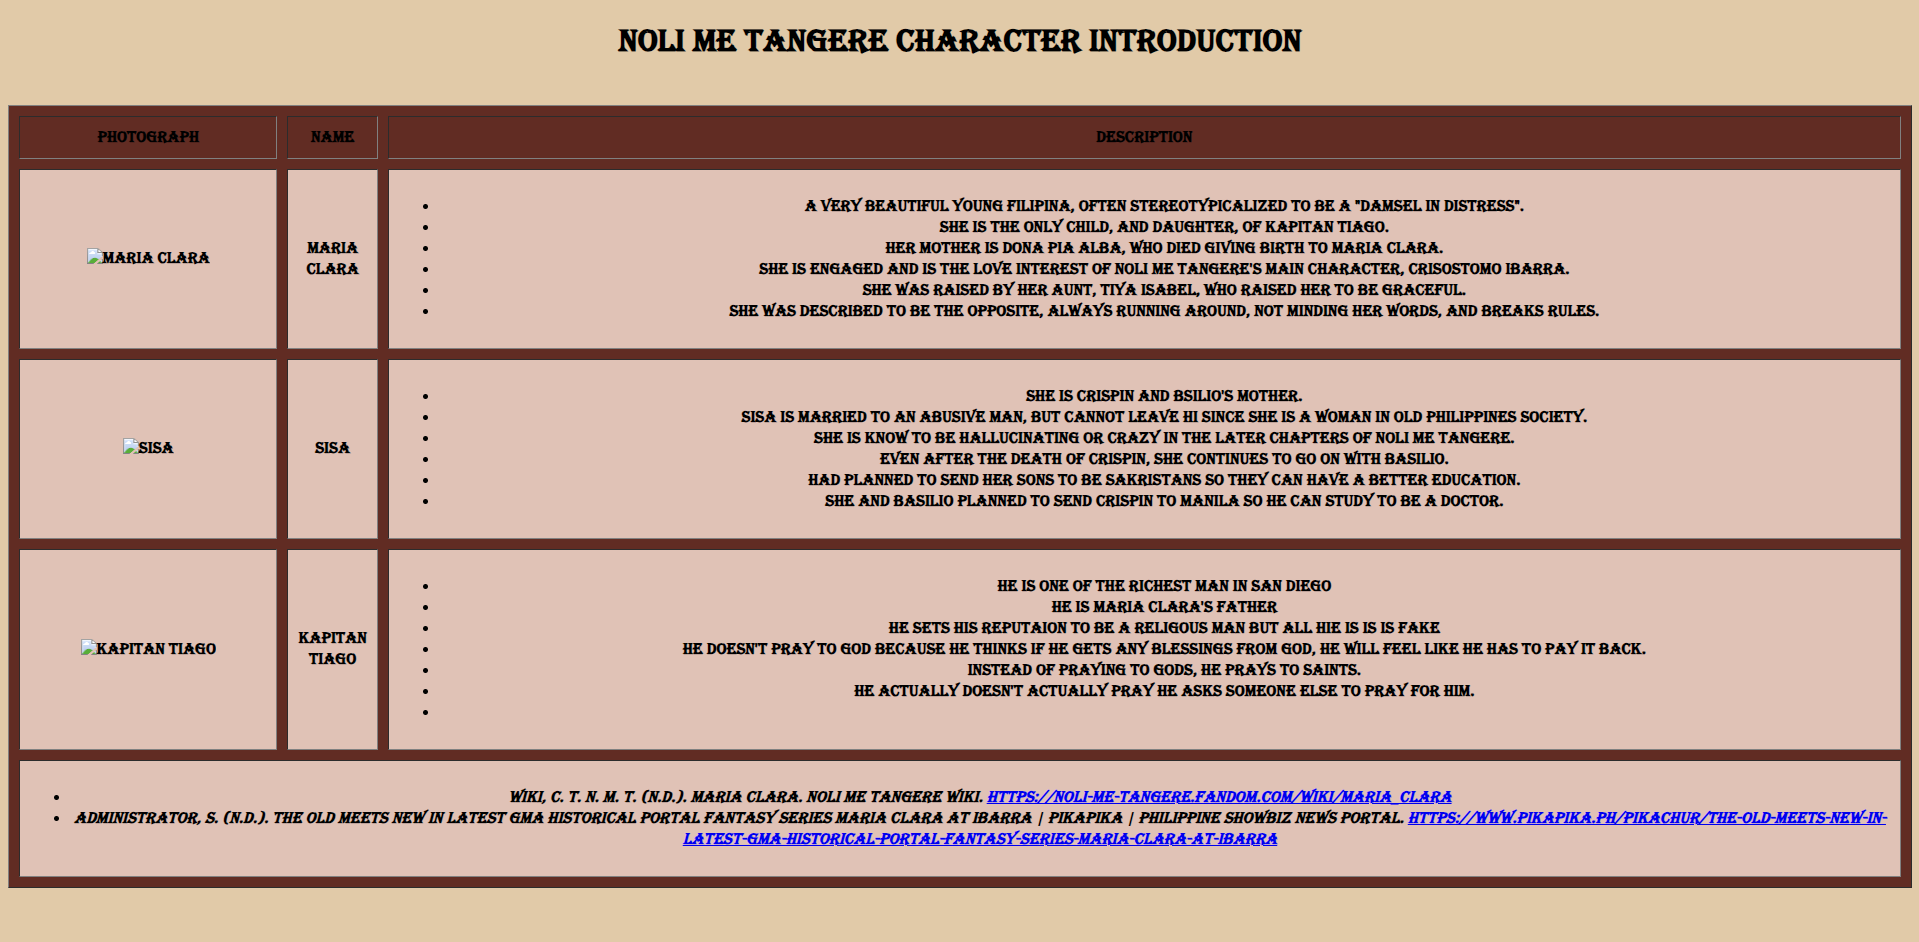 NOLI ME TANGERE CHARACTER INTRODUCTION
PHOTOGRAPH NAME DESCRIPTION
MARIA CLARA
MARIA
CLARA
A VERY BEAUTIFUL YOUNG FILIPINA, OFTEN STEREOTYPICALIZED TO BE A "DAMSEL IN DISTRESS".
SHE IS THE ONLY CHILD, AND DAUGHTER, OF KAPITAN TIAGO.
HER MOTHER IS DONA PIA ALBA, WHO DIED GIVING BIRTH TO MARIA CLARA.
SHE IS ENGAGED AND IS THE LOVE INTEREST OF NOLI ME TANGERE'S MAIN CHARACTER, CRISOSTOMO IBARRA.
SHE WAS RAISED BY HER AUNT, TIYA ISABEL, WHO RAISED HER TO BE GRACEFUL.
SHE WAS DESCRIBED TO BE THE OPPOSITE, ALWAYS RUNNING AROUND, NOT MINDING HER WORDS, AND BREAKS RULES.
SISA
SISA
SHE IS CRISPIN AND BSILIO'S MOTHER.
SISA IS MARRIED TO AN ABUSIVE MAN, BUT CANNOT LEAVE HI SINCE SHE IS A WOMAN IN OLD PHILIPPINES SOCIETY.
SHE IS KNOW TO BE HALLUCINATING OR CRAZY IN THE LATER CHAPTERS OF NOLI ME TANGERE.
EVEN AFTER THE DEATH OF CRISPIN, SHE CONTINUES TO GO ON WITH BASILIO.
HAD PLANNED TO SEND HER SONS TO BE SAKRISTANS SO THEY CAN HAVE A BETTER EDUCATION.
SHE AND BASILIO PLANNED TO SEND CRISPIN TO MANILA SO HE CAN STUDY TO BE A DOCTOR.
KAPITAN TIAGO
KAPITAN
TIAGO
HE IS ONE OF THE RICHEST MAN IN SAN DIEGO
HE IS MARIA CLARA'S FATHER
HE SETS HIS REPUTAION TO BE A RELIGOUS MAN BUT ALL HIE IS IS IS FAKE
HE DOESN'T PRAY TO GOD BECAUSE HE THINKS IF HE GETS ANY BLESSINGS FROM GOD, HE WILL FEEL LIKE HE HAS TO PAY IT BACK.
INSTEAD OF PRAYING TO GODS, HE PRAYS TO SAINTS.
HE ACTUALLY DOESN'T ACTUALLY PRAY HE ASKS SOMEONE ELSE TO PRAY FOR HIM.
WIKI, C. T. N. M. T. (N.D.). MARIA CLARA. NOLI ME TANGERE WIKI. HTTPS://NOLI-ME-TANGERE.FANDOM.COM/WIKI/MARIA_CLARA
ADMINISTRATOR, S. (N.D.). THE OLD MEETS NEW IN LATEST GMA HISTORICAL PORTAL FANTASY SERIES MARIA CLARA AT IBARRA | PIKAPIKA | PHILIPPINE SHOWBIZ NEWS PORTAL. HTTPS://WWW.PIKAPIKA.PH/PIKACHUR/THE-OLD-MEETS-NEW-IN-
LATEST-GMA-HISTORICAL-PORTAL-FANTASY-SERIES-MARIA-CLARA-AT-IBARRA